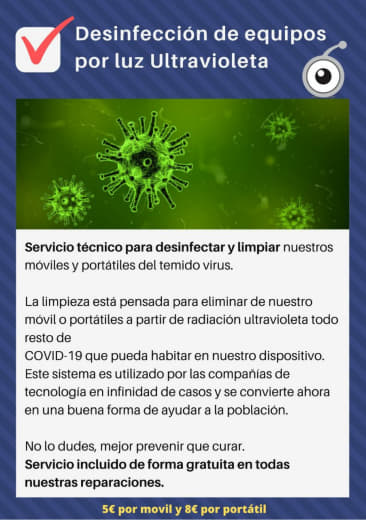 Desinfección de equipos
por luz Ultravioleta
Servicio técnico para desinfectar y limpiar nuestros
móviles y portátiles del temido virus.
La limpieza está pensada para eliminar de nuestro
móvil o portátiles a partir de radiación ultravioleta todo
resto de
COVID-19 que pueda habitar en nuestro dispositivo.
Este sistema es utilizado por las compañías de
tecnología en infinidad de casos y se convierte ahora
en una buena forma de ayudar a la población.
No lo dudes, mejor prevenir que curar.
Servicio incluido de forma gratuita en todas
nuestras reparaciones.
5€ por movil y 8€ por portátil